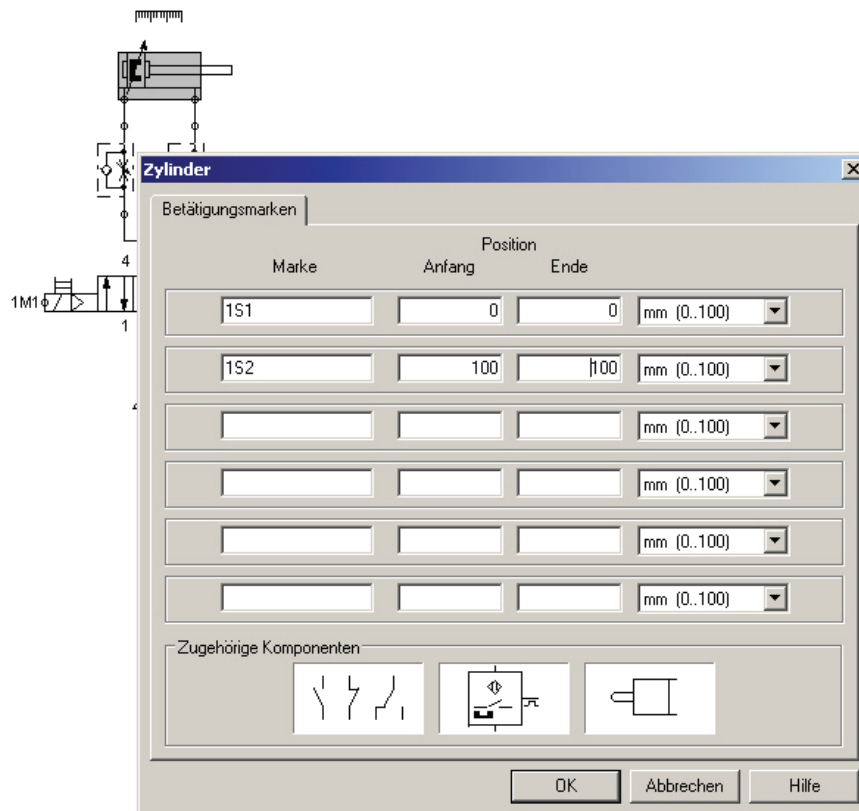 Zylinder
Betätigungsmarken
Position
Marke Anfang Ende
4
1M1
1
1S1 0 0 mm (0..100)
1S2 100 100 mm (0..100)
mm (0..100)
mm (0..100)
mm (0..100)
mm (0..100)
Zugehörige Komponenten
OK Abbrechen Hilfe